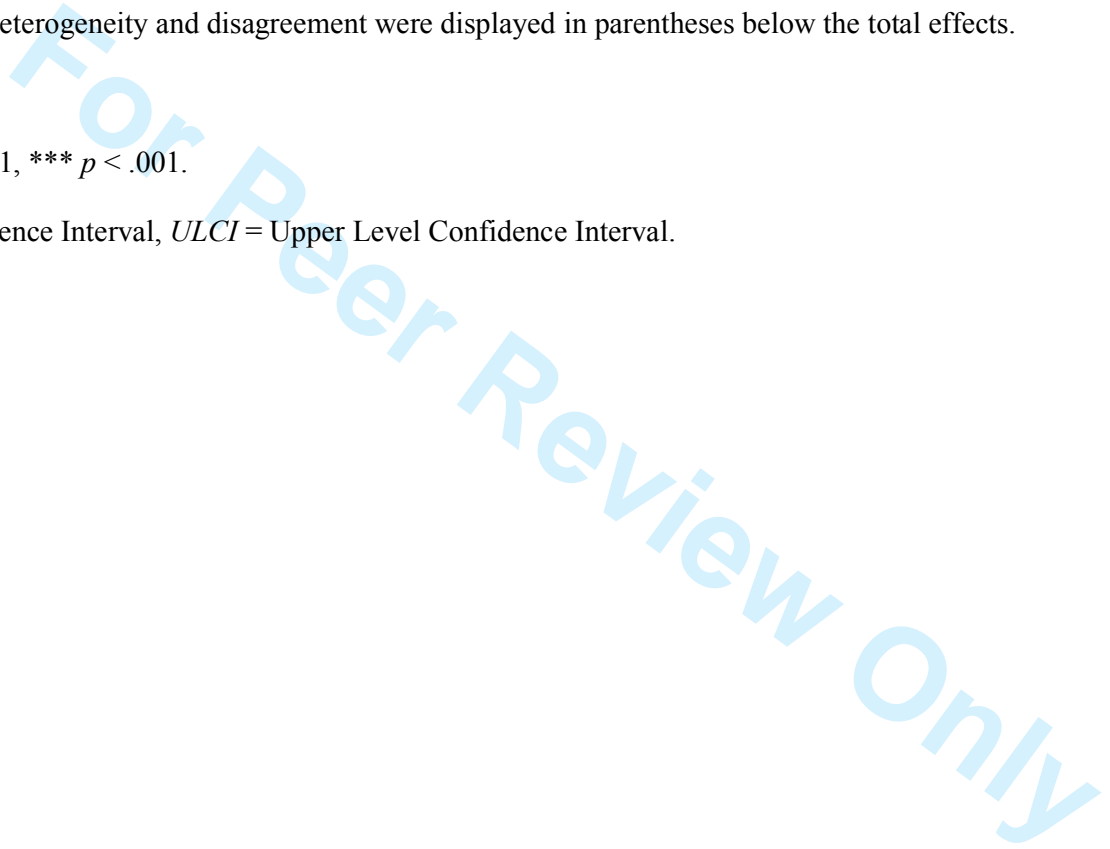 eterogeneity and disagreement were displayed in parentheses below the total effects.
1, *** p < .001.
ence Interval, ULCI = Upper Level Confidence Interval.
For Peer Review Only